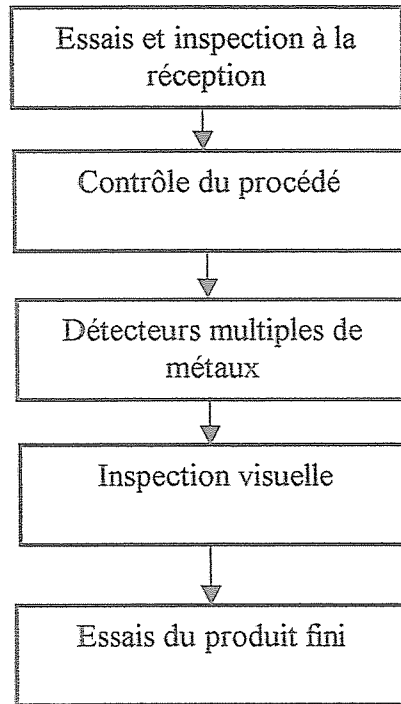 Essais et inspection à la
réception
Contrôle du procédé
Détecteurs multiples de
métaux
Inspection visuelle
Essais du produit fini